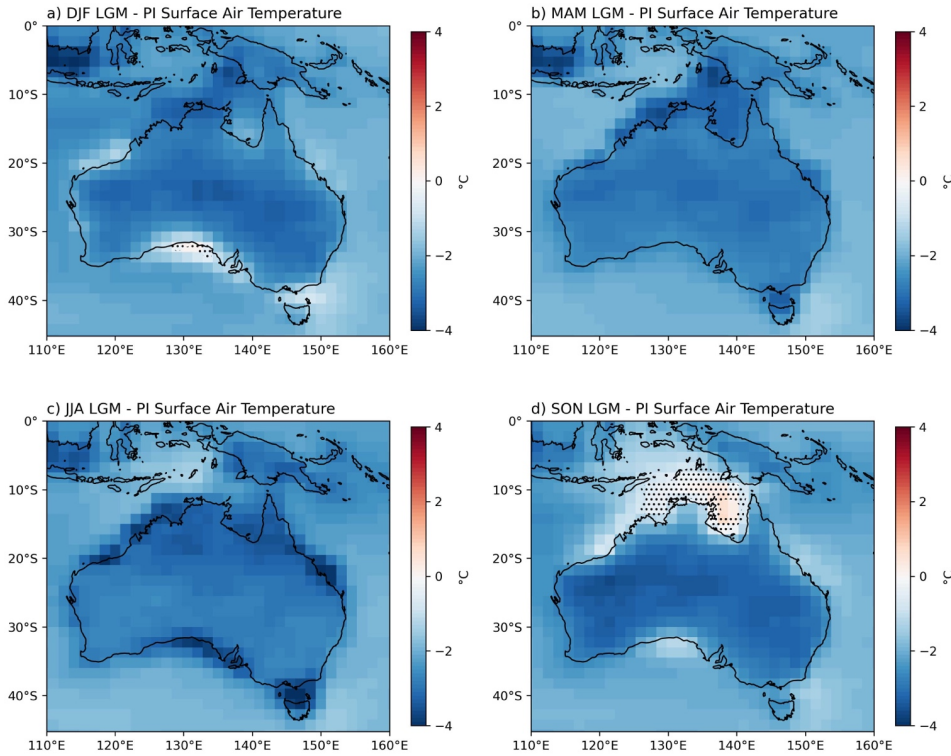 a) DJF LGM - PI Surface Air Temperature
0°
10°S
20°S
30°S
40°S
110°E 120°E 130°E 140°E 150°E 160°E
4
2
0
−2
−4
°C
b) MAM LGM - PI Surface Air Temperature
0°
10°S
20°S
30°S
40°S
110°E 120°E 130°E 140°E 150°E 160°E
4
2
0
−2
−4
°C
c) JJA LGM - PI Surface Air Temperature
0°
10°S
20°S
30°S
40°S
110°E 120°E 130°E 140°E 150°E 160°E
4
2
0
−2
−4
°C
d) SON LGM - PI Surface Air Temperature
0°
10°S
20°S
30°S
40°S
110°E 120°E 130°E 140°E 150°E 160°E
4
2
0
−2
−4
°C